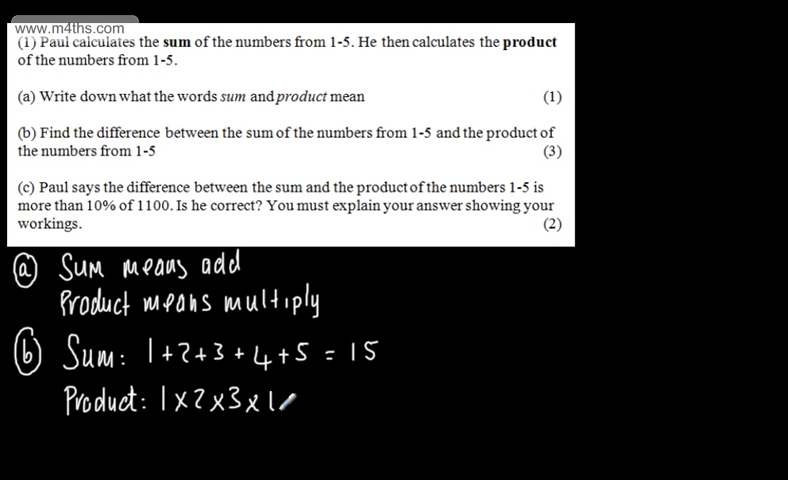 www.m4ths.com
(1) Paul calculates the sum of the numbers from 1-5. He then calculates the product
of the numbers from 1-5.
(a) Write down what the words sum and product mean (1)
(b) Find the difference between the sum of the numbers from 1-5 and the product of
the numbers from 1-5 (3)
(c) Paul says the difference between the sum and the product of the numbers 1-5 is
more than 10% of 1100. Is he correct? You must explain your answer showing your
workings. (2)
(a) Sum means add
Product means multiply
(b) Sum: 1+2+3+4+5 = 15
Product: 1×2×3×